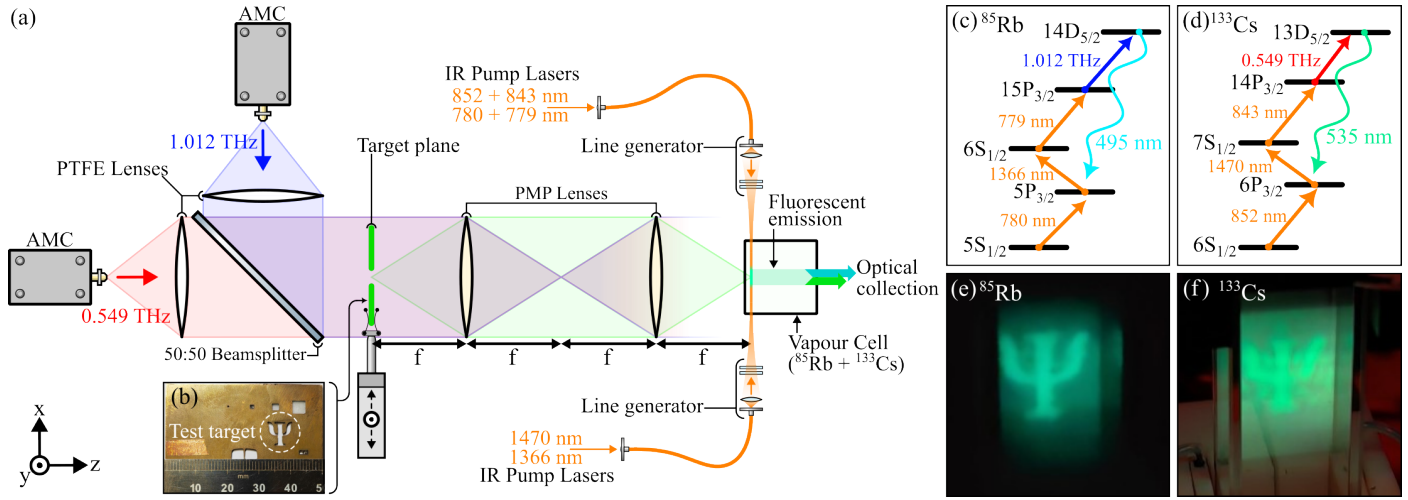 (a)
AMC
1.012 THz
PTFE Lenses
AMC
0.549 THz
50:50 Beamsplitter
Target plane
PMP Lenses
IR Pump Lasers
852 + 843 nm
780 + 779 nm
Line generator
Fluorescent
emission
Optical
collection
Vapour Cell
(⁸⁵Rb + ¹³³Cs)
f
f
f
f
Line generator
1470 nm
1366 nm
IR Pump Lasers
(b)
Test target
mm
10 20 30 40 5
x
y
z
(c) ⁸⁵Rb
14D₅/₂
1.012 THz
15P₃/₂
779 nm
495 nm
6S₁/₂
1366 nm
5P₃/₂
780 nm
5S₁/₂
(d) ¹³³Cs
13D₅/₂
0.549 THz
14P₃/₂
843 nm
535 nm
7S₁/₂
1470 nm
6P₃/₂
852 nm
6S₁/₂
(e) ⁸⁵Rb
(f) ¹³³Cs